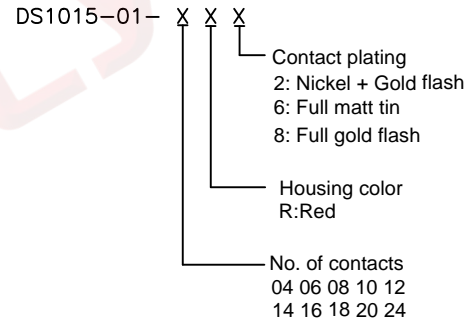 DS1015-01- X X X
Contact plating
2: Nickel + Gold flash
6: Full matt tin
8: Full gold flash
Housing color
R:Red
No. of contacts
04 06 08 10 12
14 16 18 20 24